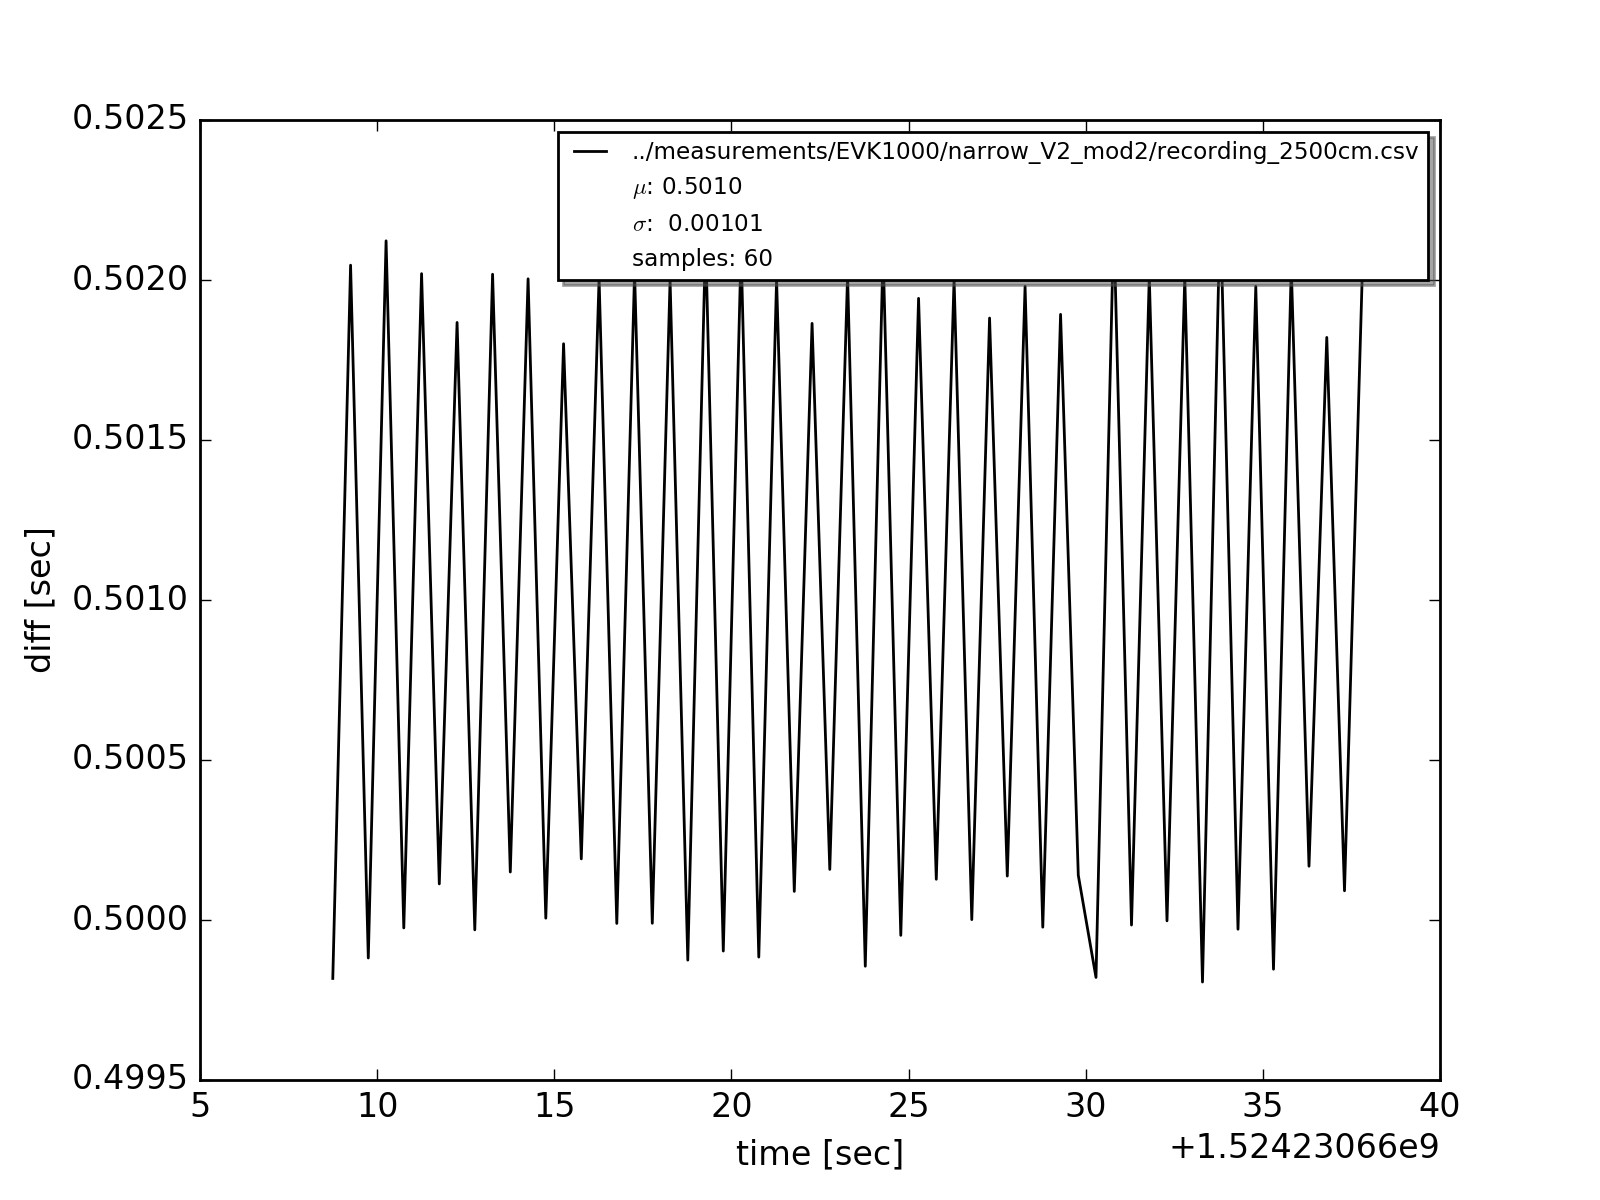 0.5025
0.5020
0.5015
0.5010
0.5005
0.5000
0.4995
diff [sec]
../measurements/EVK1000/narrow_V2_mod2/recording_2500cm.csv
μ: 0.5010
σ: 0.00101
samples: 60
5 10 15 20 25 30 35 40
time [sec]
+1.52423066e9